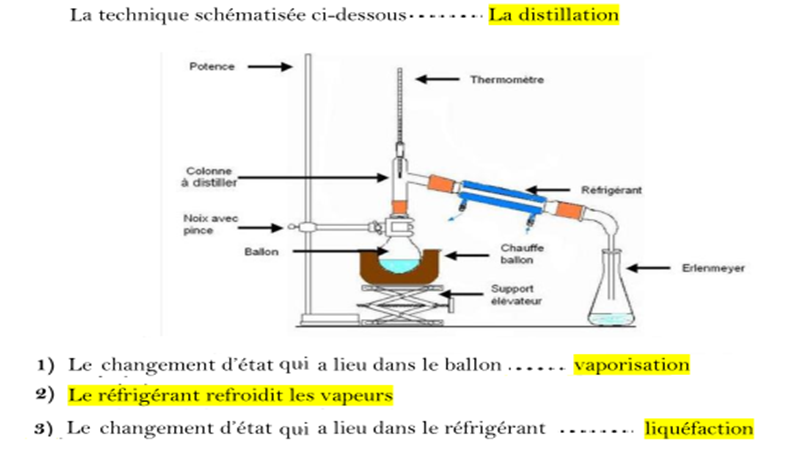 La technique schématisée ci-dessous········ La distillation
Potence
Thermomètre
Colonne
à distiller
Réfrigérant
Noix avec
pince
Ballon
Chauffe
ballon
Erlenmeyer
Support
élévateur
1) Le changement d'état qui a lieu dans le ballon ...... vaporisation
2) Le réfrigérant refroidit les vapeurs
3) Le changement d'état qui a lieu dans le réfrigérant ........ liquéfaction